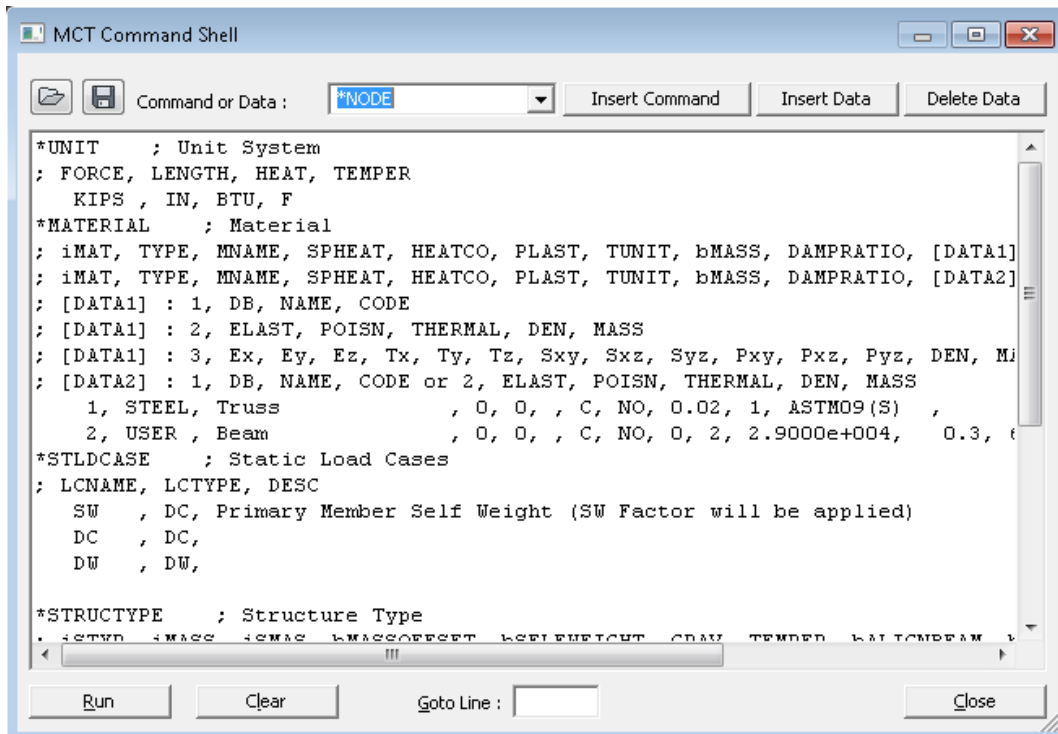 MCT Command Shell
Command or Data : *NODE Insert Command Insert Data Delete Data
*UNIT ; Unit System
; FORCE, LENGTH, HEAT, TEMPER
KIPS , IN, BTU, F
*MATERIAL ; Material
; iMAT, TYPE, MNAME, SPHEAT, HEATCO, PLAST, TUNIT, bMASS, DAMPRATIO, [DATA1]
; iMAT, TYPE, MNAME, SPHEAT, HEATCO, PLAST, TUNIT, bMASS, DAMPRATIO, [DATA2]
; [DATA1] : 1, DB, NAME, CODE
; [DATA1] : 2, ELAST, POISN, THERMAL, DEN, MASS
; [DATA1] : 3, Ex, Ey, Ez, Tx, Ty, Tz, Sxy, Sxz, Syz, Pxy, Pxz, Pyz, DEN,
; [DATA2] : 1, DB, NAME, CODE or 2, ELAST, POISN, THERMAL, DEN, MASS
1, STEEL, Truss , 0, 0, , C, NO, 0.02, 1, ASTM09(S) ,
2, USER , Beam , 0, 0, , C, NO, 0, 2, 2.9000e+004, 0.3,
*STLDCASE ; Static Load Cases
; LCNAME, LCTYPE, DESC
SW , DC, Primary Member Self Weight (SW Factor will be applied)
DC , DC,
DW , DW,
*STRUCTYPE ; Structure Type
Run Clear Goto Line : Close